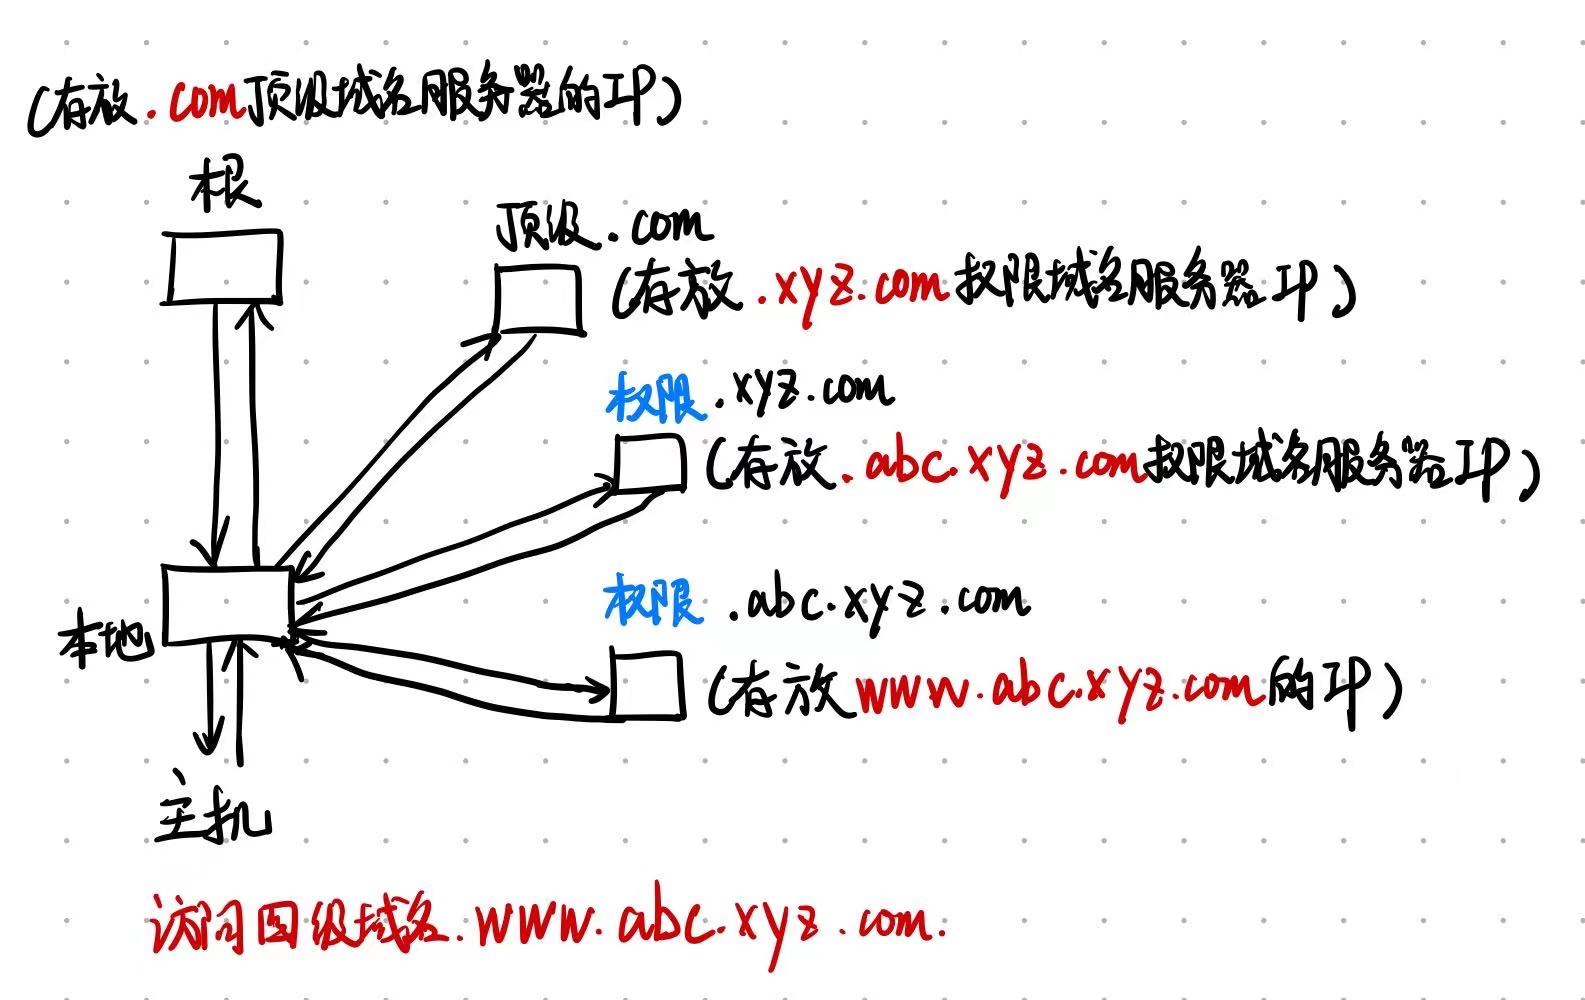 (存放.com顶级域名服务器的IP)
根
顶级.com
(存放.xyz.com权限域名服务器IP)
权限.xyz.com
(存放.abc.xyz.com权限域名服务器IP)
权限.abc.xyz.com
本地
(存放www.abc.xyz.com的IP)
主机
访问四级域名.www.abc.xyz.com.